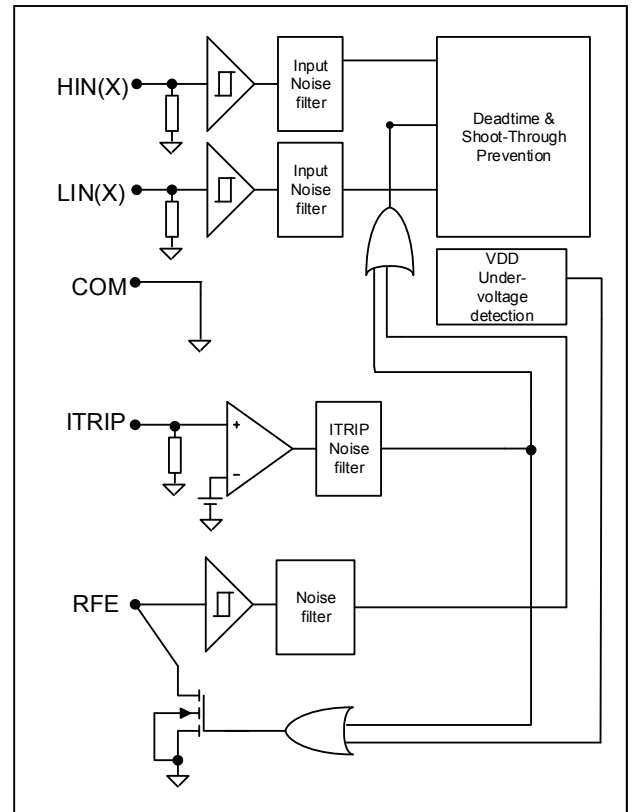 HIN(X)
Input
Noise
filter
Deadtime &
Shoot-Through
Prevention
LIN(X)
Input
Noise
filter
VDD
Under-
voltage
detection
COM
ITRIP
+
-
ITRIP
Noise
filter
RFE
Noise
filter